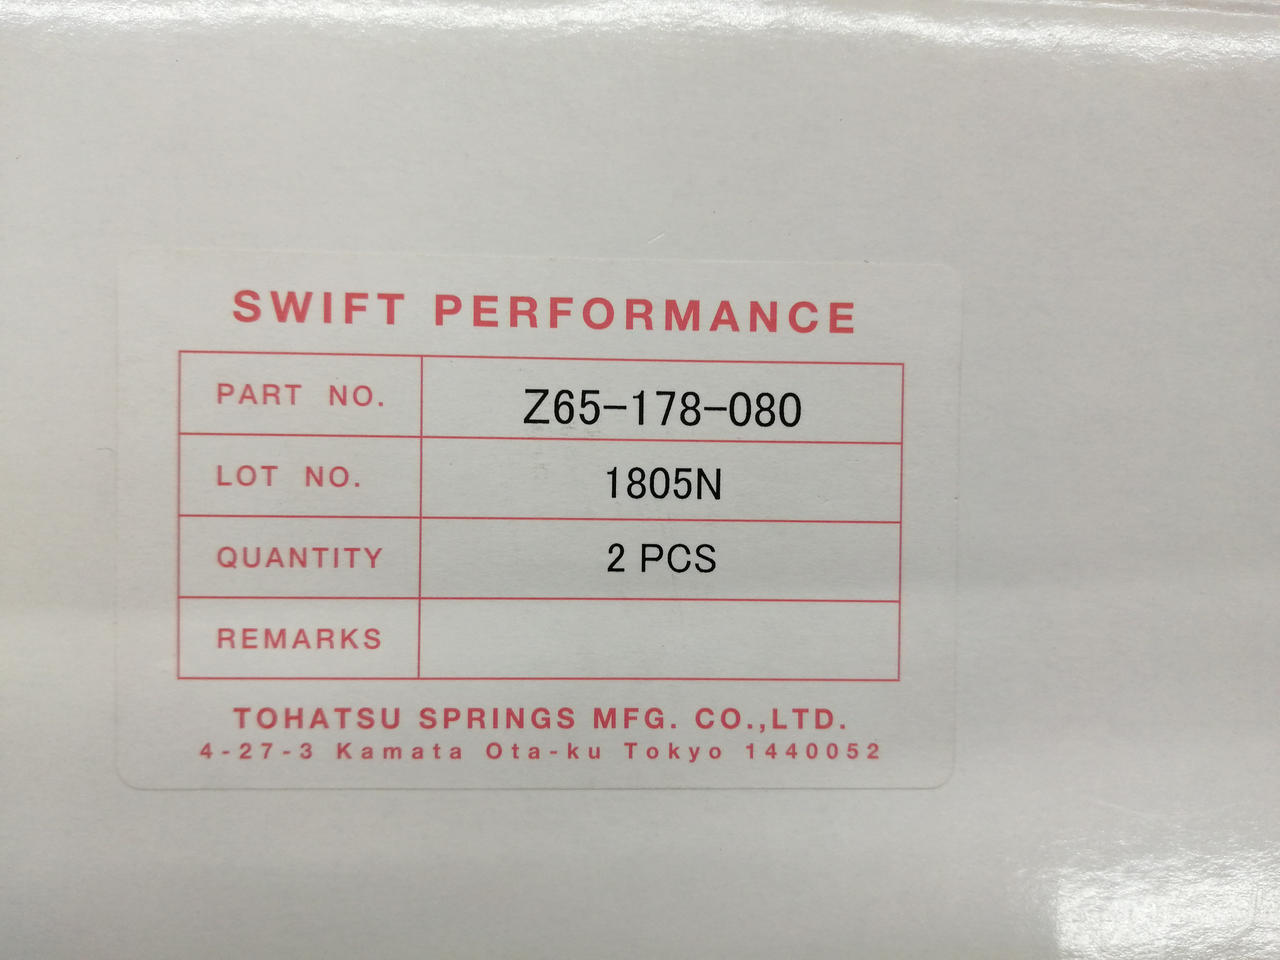 SWIFT PERFORMANCE
PART NO. Z65-178-080
LOT NO. 1805N
QUANTITY 2 PCS
REMARKS
TOHATSU SPRINGS MFG. CO.,LTD.
4-27-3 Kamata Ota-ku Tokyo 1440052